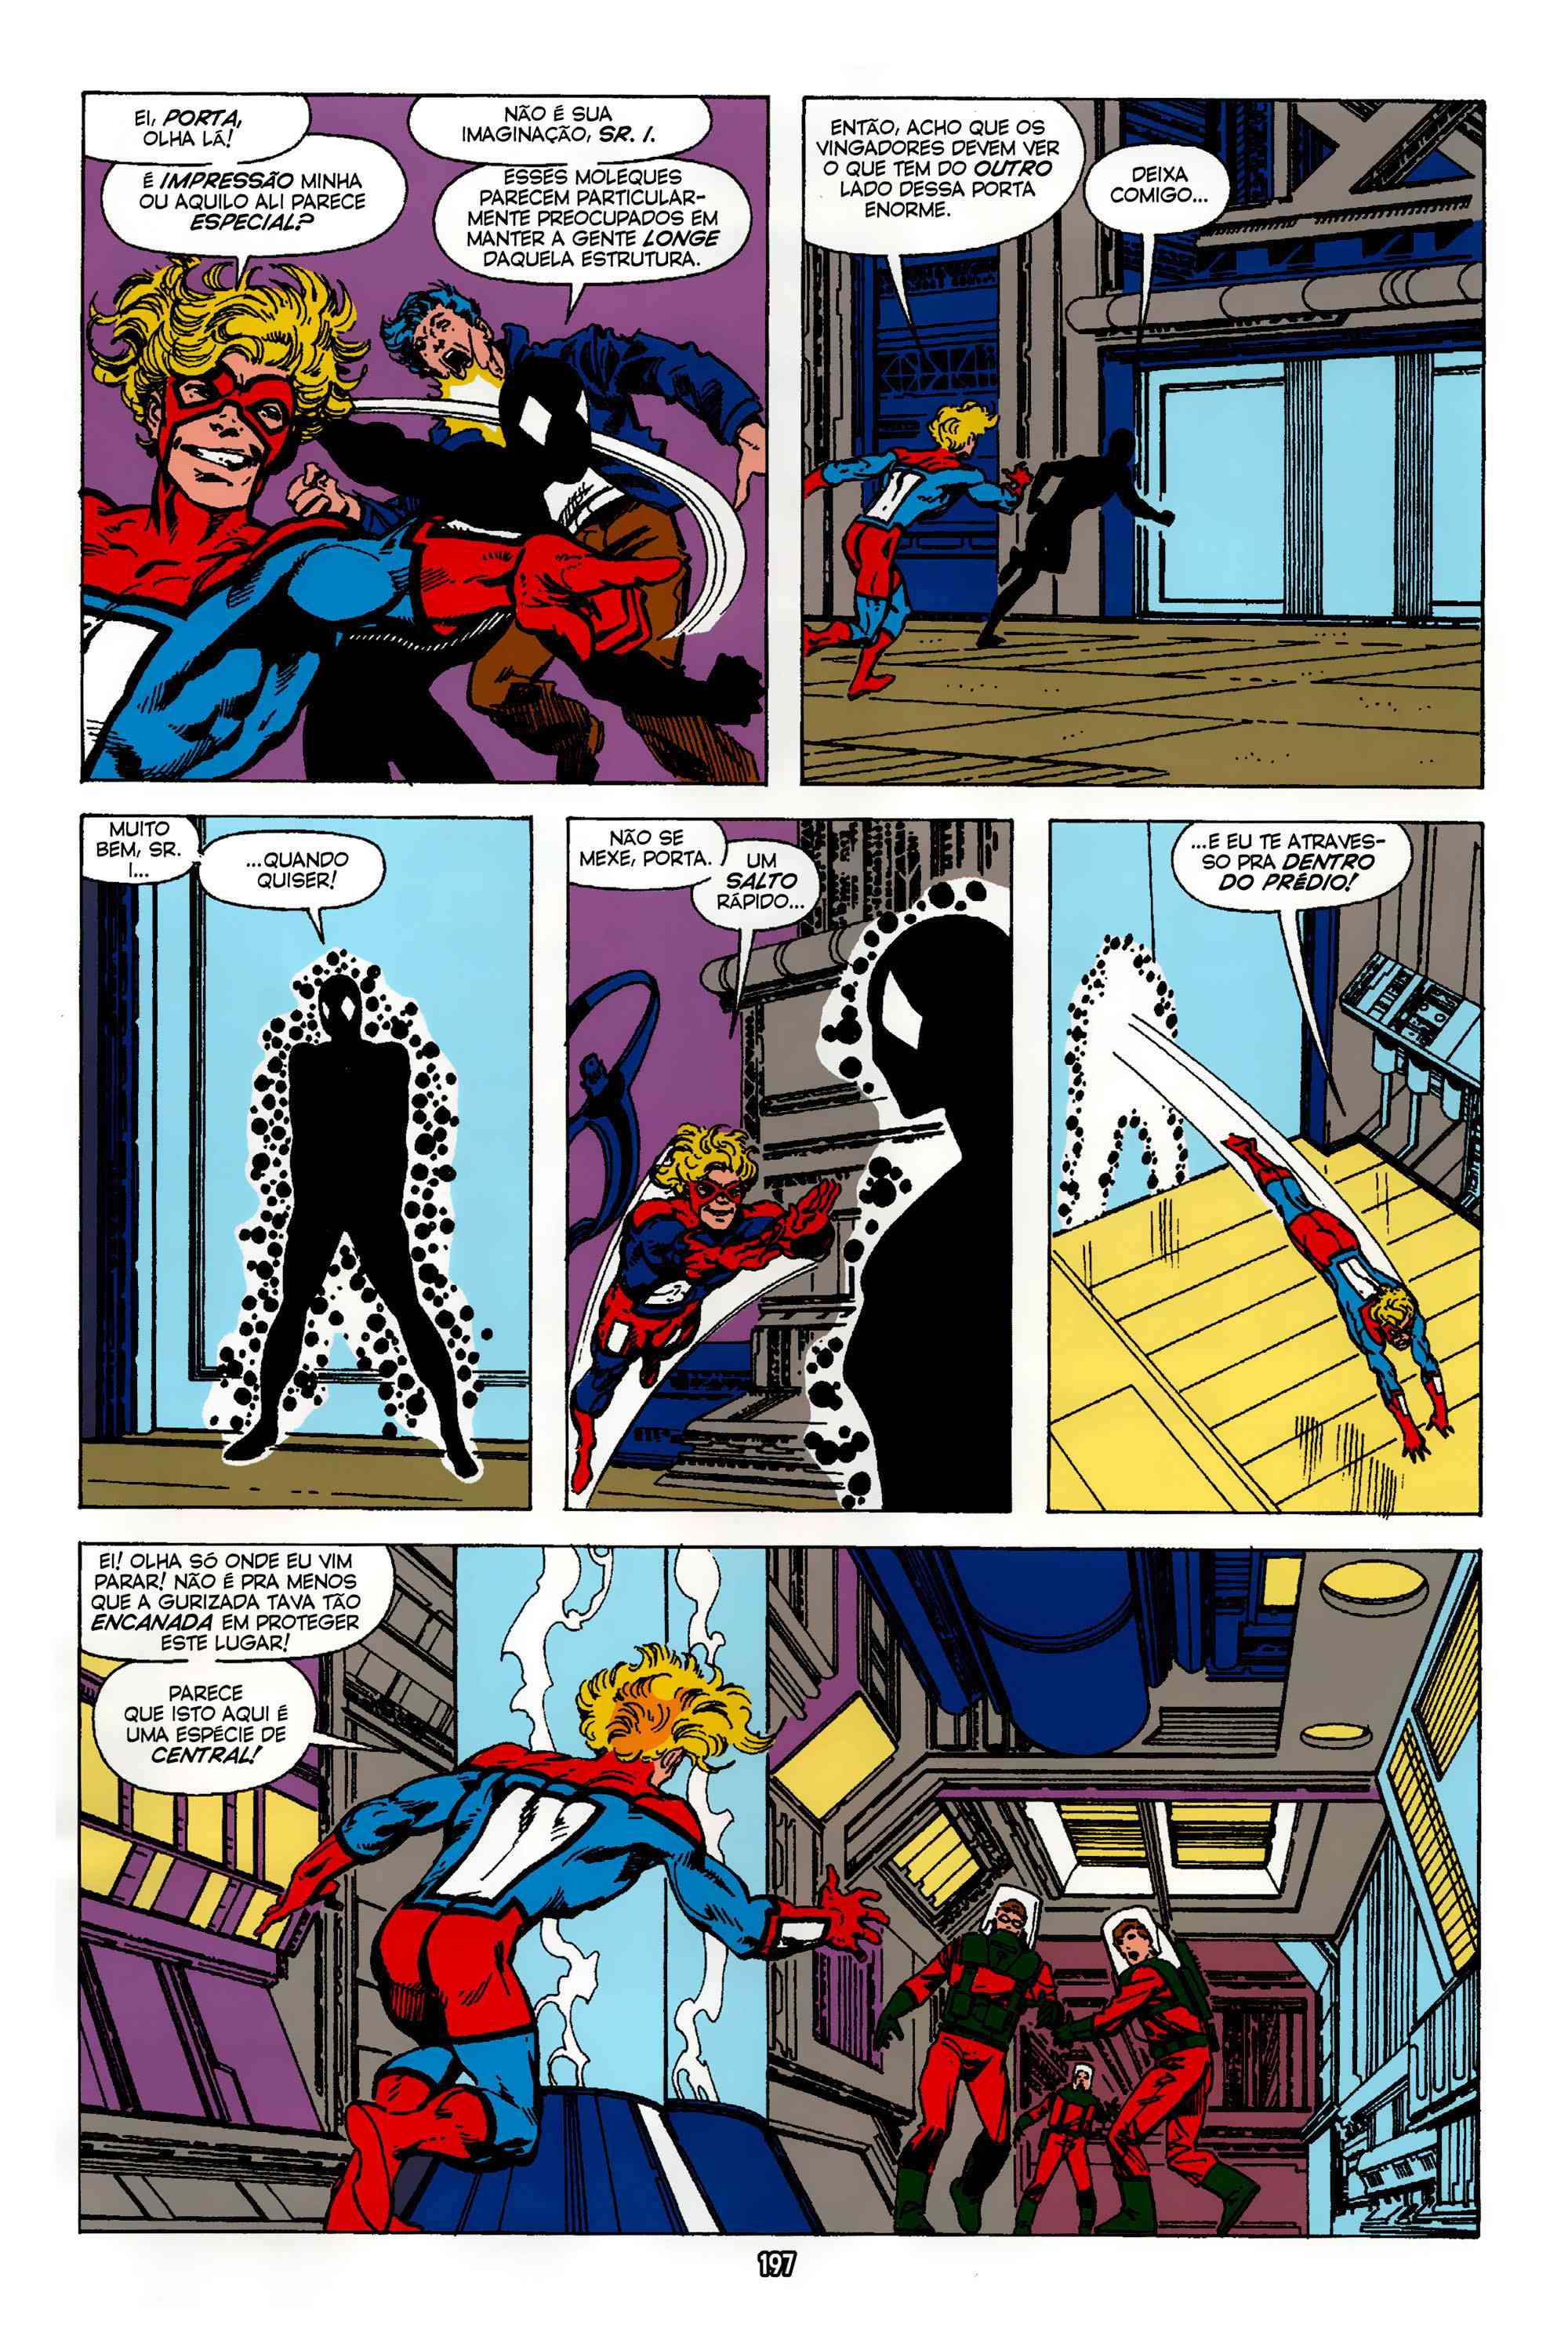 EI, PORTA,
OLHA LÁ!
É IMPRESSÃO MINHA
OU AQUILO ALI PARECE
ESPECIAL?
NÃO É SUA
IMAGINAÇÃO, SR. I.
ESSES MOLEQUES
PARECEM PARTICULAR-
MENTE PREOCUPADOS EM
MANTER A GENTE LONGE
DAQUELA ESTRUTURA.
ENTÃO, ACHO QUE OS
VINGADORES DEVEM VER
O QUE TEM DO OUTRO
LADO DESSA PORTA
ENORME.
DEIXA
COMIGO...
MUITO
BEM, SR.
I...
...QUANDO
QUISER!
NÃO SE
MEXE, PORTA.
UM
SALTO
RÁPIDO...
...E EU TE ATRAVES-
SO PRA DENTRO
DO PRÉDIO!
EI! OLHA SÓ ONDE EU VIM
PARAR! NÃO É PRA MENOS
QUE A GURIZADA TAVA TÃO
ENCANADA EM PROTEGER
ESTE LUGAR!
PARECE
QUE ISTO AQUI É
UMA ESPÉCIE DE
CENTRAL!
197